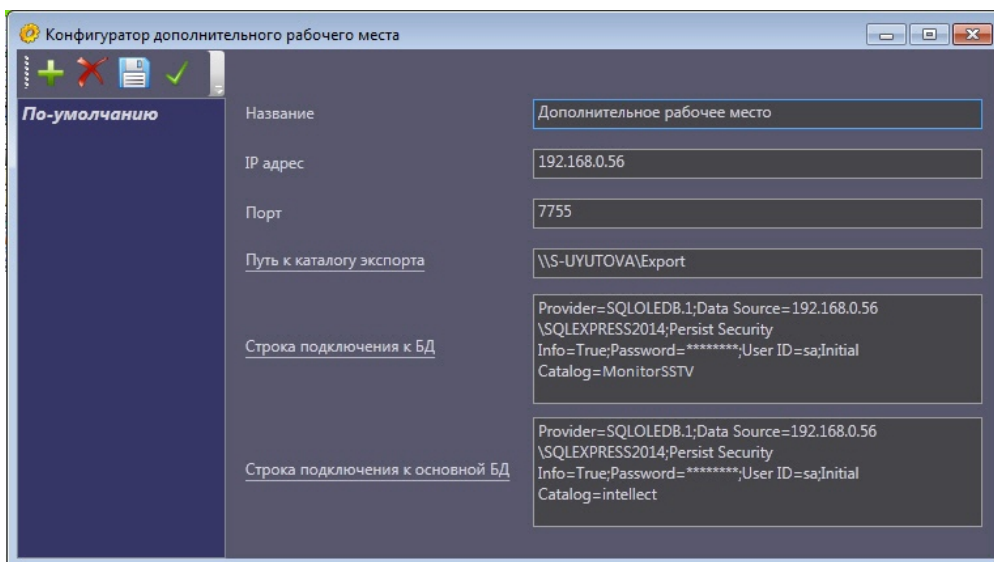 Конфигуратор дополнительного рабочего места
По-умолчанию
Название
Дополнительное рабочее место
IP адрес
192.168.0.56
Порт
7755
Путь к каталогу экспорта
\\S-UYUTOVA\Export
Строка подключения к БД
Provider=SQLOLEDB.1;Data Source=192.168.0.56
\SQLEXPRESS2014;Persist Security
Info=True;Password=********;User ID=sa;Initial
Catalog=MonitorSSTV
Строка подключения к основной БД
Provider=SQLOLEDB.1;Data Source=192.168.0.56
\SQLEXPRESS2014;Persist Security
Info=True;Password=********;User ID=sa;Initial
Catalog=intellect